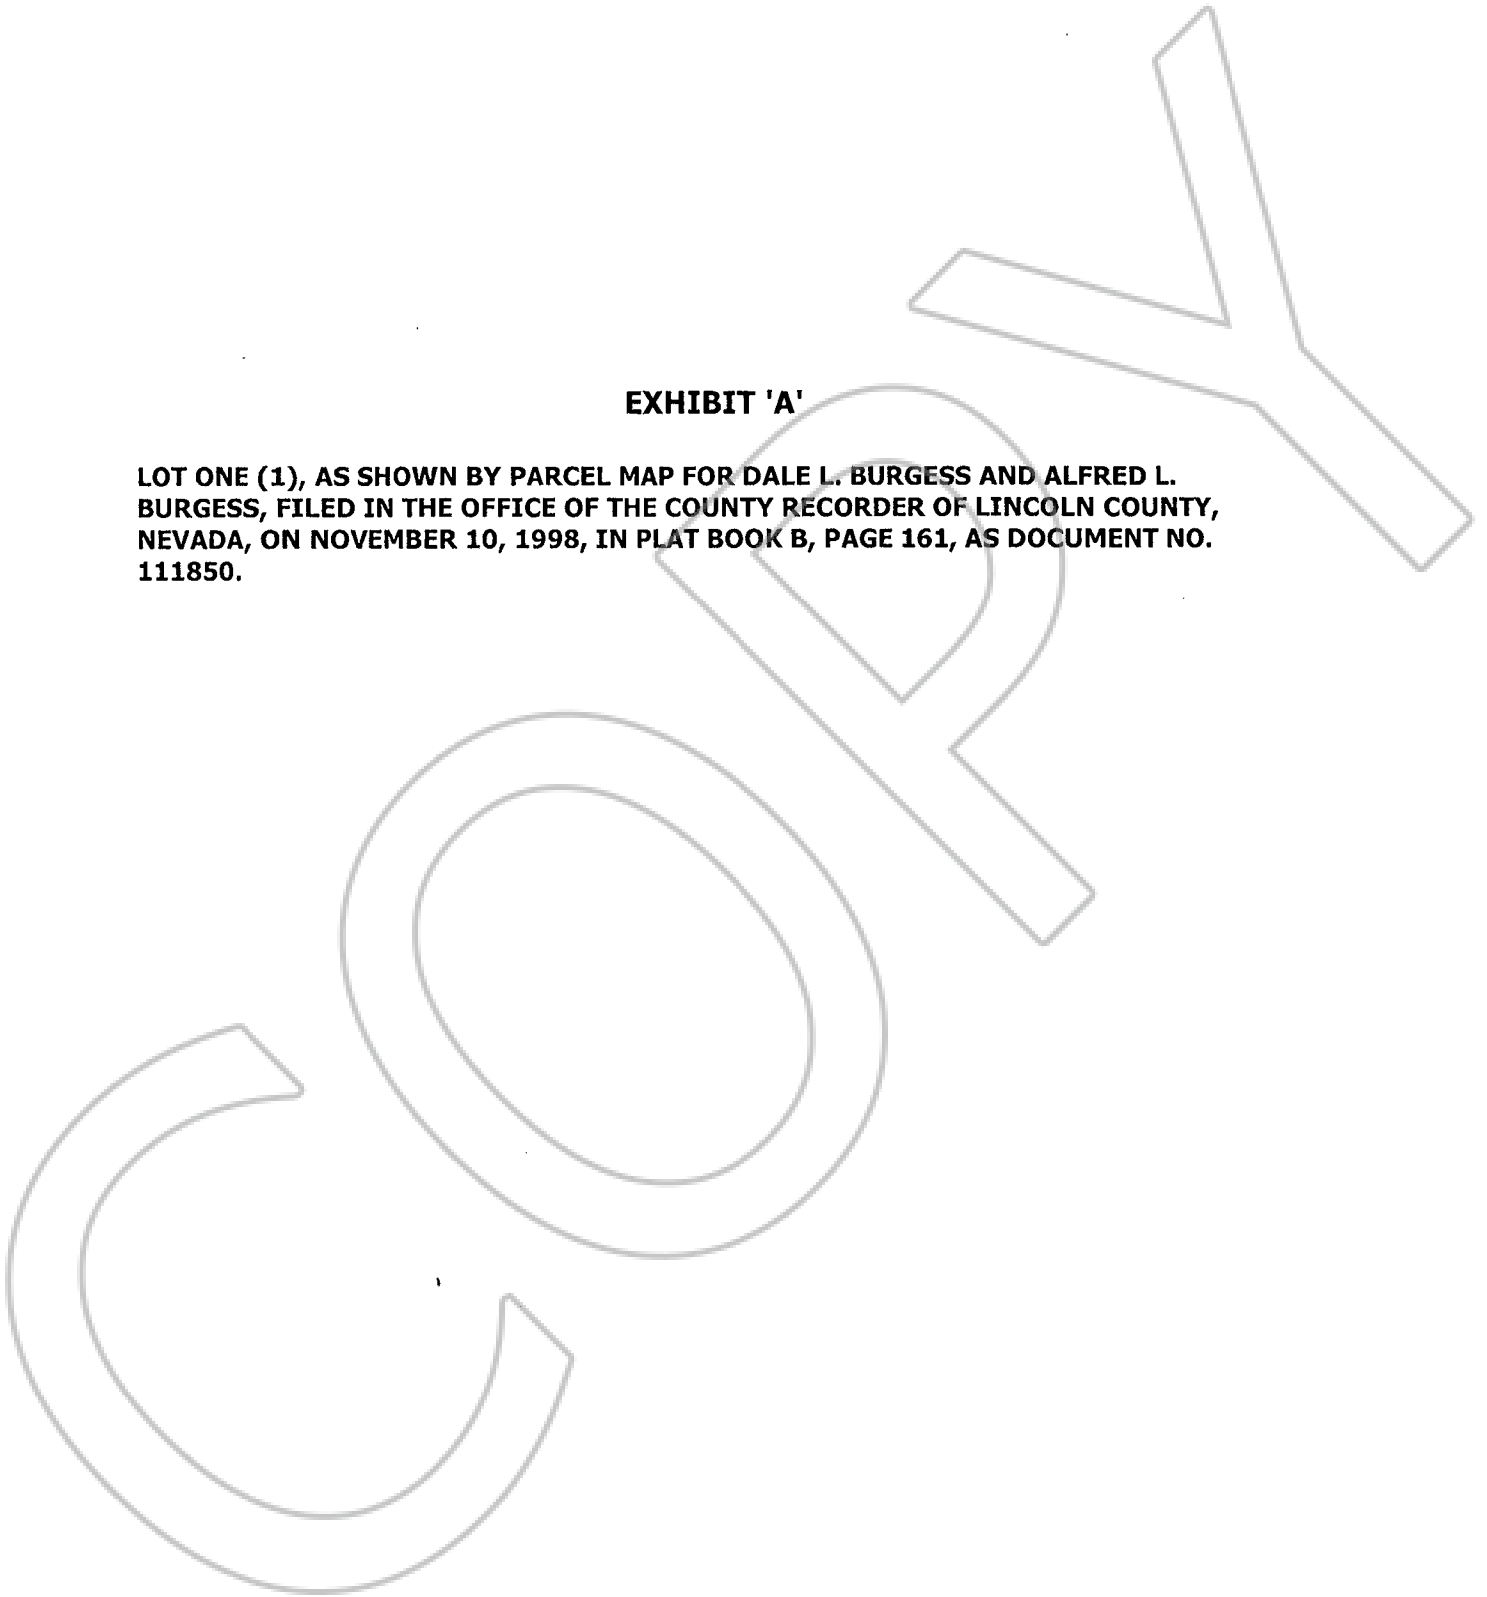 EXHIBIT 'A'
LOT ONE (1), AS SHOWN BY PARCEL MAP FOR DALE L. BURGESS AND ALFRED L.
BURGESS, FILED IN THE OFFICE OF THE COUNTY RECORDER OF LINCOLN COUNTY,
NEVADA, ON NOVEMBER 10, 1998, IN PLAT BOOK B, PAGE 161, AS DOCUMENT NO.
111850.
COPY